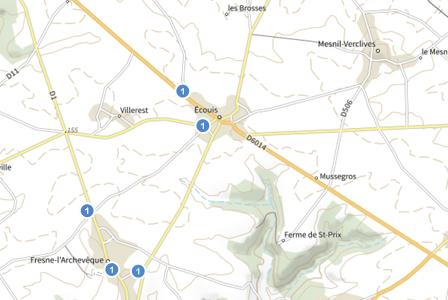 les Brosses
Mesnil-Verclives
le Mesn
D11
D1
1
Écouis
Villerest
D506
1
155
D6014
ville
Mussegros
1
Ferme de St-Prix
Fresne-l'Archevêque
1
1